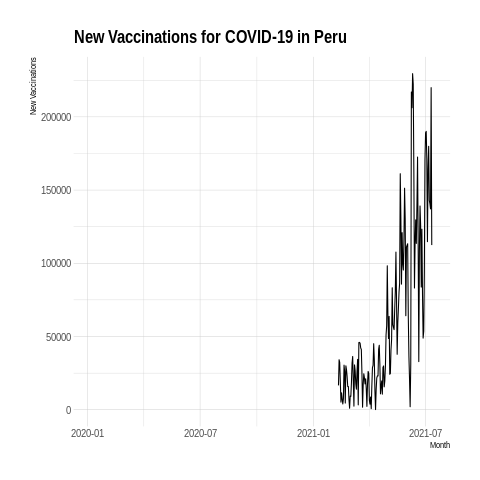 New Vaccinations for COVID-19 in Peru
New Vaccinations
200000
150000
100000
50000
0
2020-01 2020-07 2021-01 2021-07
Month